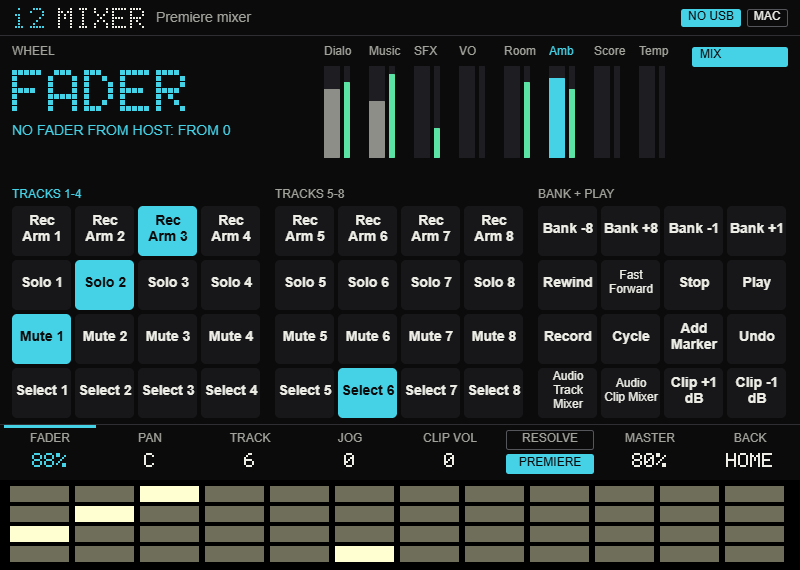 i2 MIXER Premiere mixer NO USB MAC
WHEEL Dialo Music SFX VO Room Amb Score Temp MIX
FADER
NO FADER FROM HOST: FROM 0
TRACKS 1-4 TRACKS 5-8 BANK + PLAY
Rec Arm 1 Rec Arm 2 Rec Arm 3 Rec Arm 4 Rec Arm 5 Rec Arm 6 Rec Arm 7 Rec Arm 8 Bank -8 Bank +8 Bank -1 Bank +1
Solo 1 Solo 2 Solo 3 Solo 4 Solo 5 Solo 6 Solo 7 Solo 8 Rewind Fast Forward Stop Play
Mute 1 Mute 2 Mute 3 Mute 4 Mute 5 Mute 6 Mute 7 Mute 8 Record Cycle Add Marker Undo
Select 1 Select 2 Select 3 Select 4 Select 5 Select 6 Select 7 Select 8 Audio Track Mixer Audio Clip Mixer Clip +1 dB Clip -1 dB
FADER PAN TRACK JOG CLIP VOL RESOLVE MASTER BACK
88% C 6 0 0 PREMIERE 80% HOME